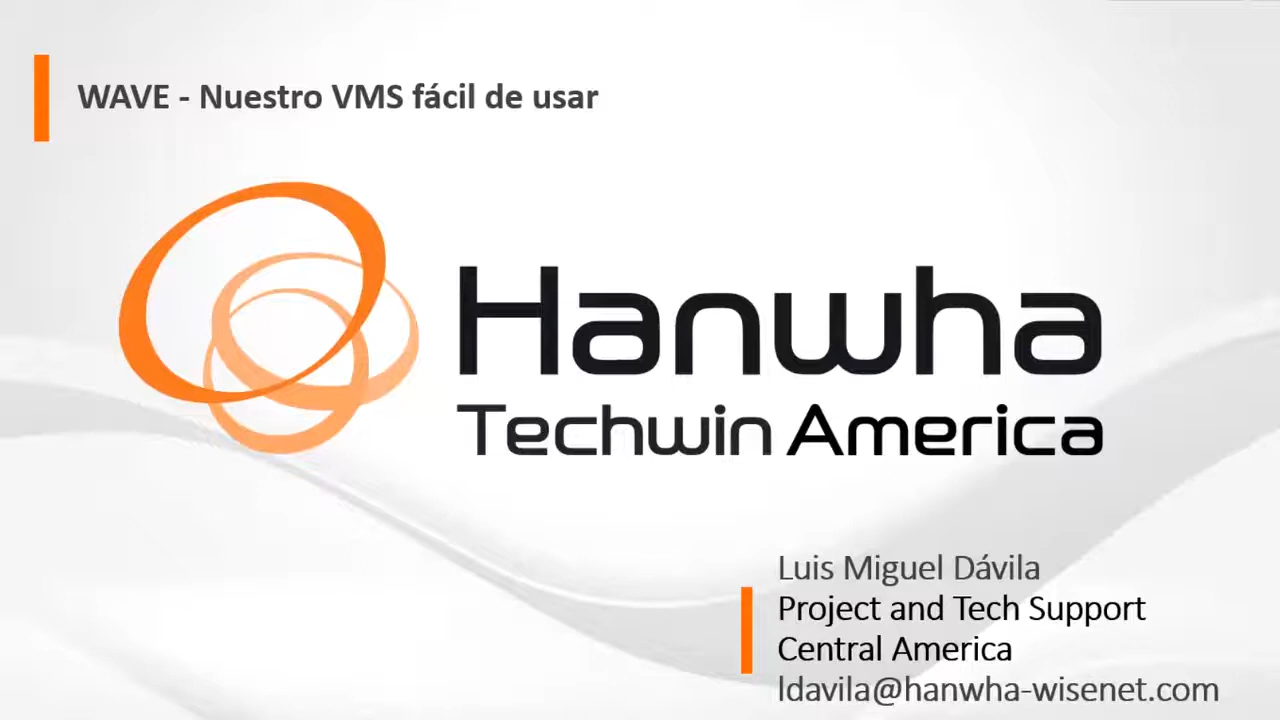 WAVE - Nuestro VMS fácil de usar
Hanwha
Techwin America
Luis Miguel Dávila
Project and Tech Support
Central America
ldavila@hanwha-wisenet.com